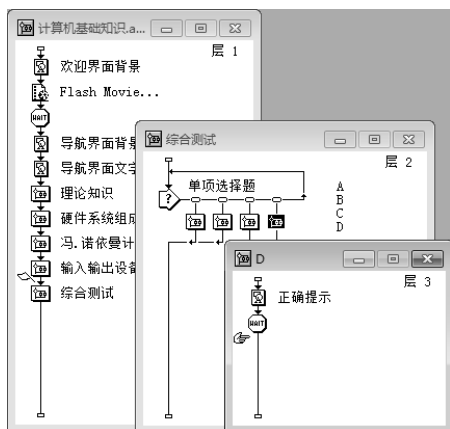 计算机基础知识.a...
层 1
欢迎界面背景
Flash Movie...
WAIT
导航界面背景
导航界面文字
理论知识
硬件系统组成
冯.诺依曼计
输入输出设备
综合测试
综合测试
层 2
单项选择题
?
A
B
C
D
D
层 3
正确提示
WAIT